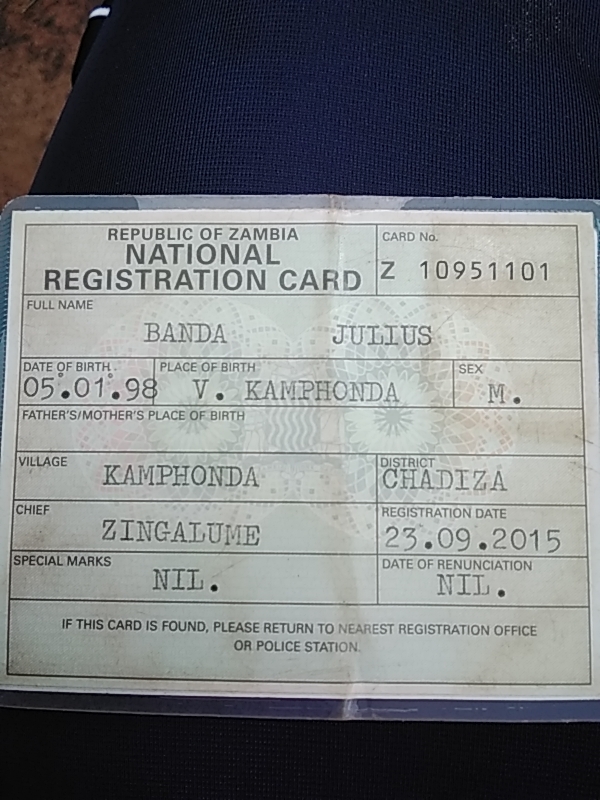 REPUBLIC OF ZAMBIA
NATIONAL
REGISTRATION CARD
CARD No.
Z 10951101
FULL NAME
BANDA JULIUS
DATE OF BIRTH PLACE OF BIRTH SEX
05.01.98 V. KAMPHONDA M.
FATHER'S/MOTHER'S PLACE OF BIRTH
VILLAGE DISTRICT
KAMPHONDA CHADIZA
CHIEF REGISTRATION DATE
ZINGALUME 23.09.2015
SPECIAL MARKS DATE OF RENUNCIATION
NIL. NIL.
IF THIS CARD IS FOUND, PLEASE RETURN TO NEAREST REGISTRATION OFFICE
OR POLICE STATION.